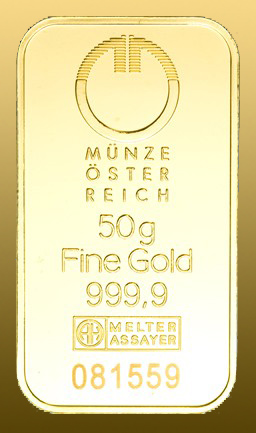 MÜNZE
ÖSTER
REICH
50g
Fine Gold
999,9
MELTER
ASSAYER
081559